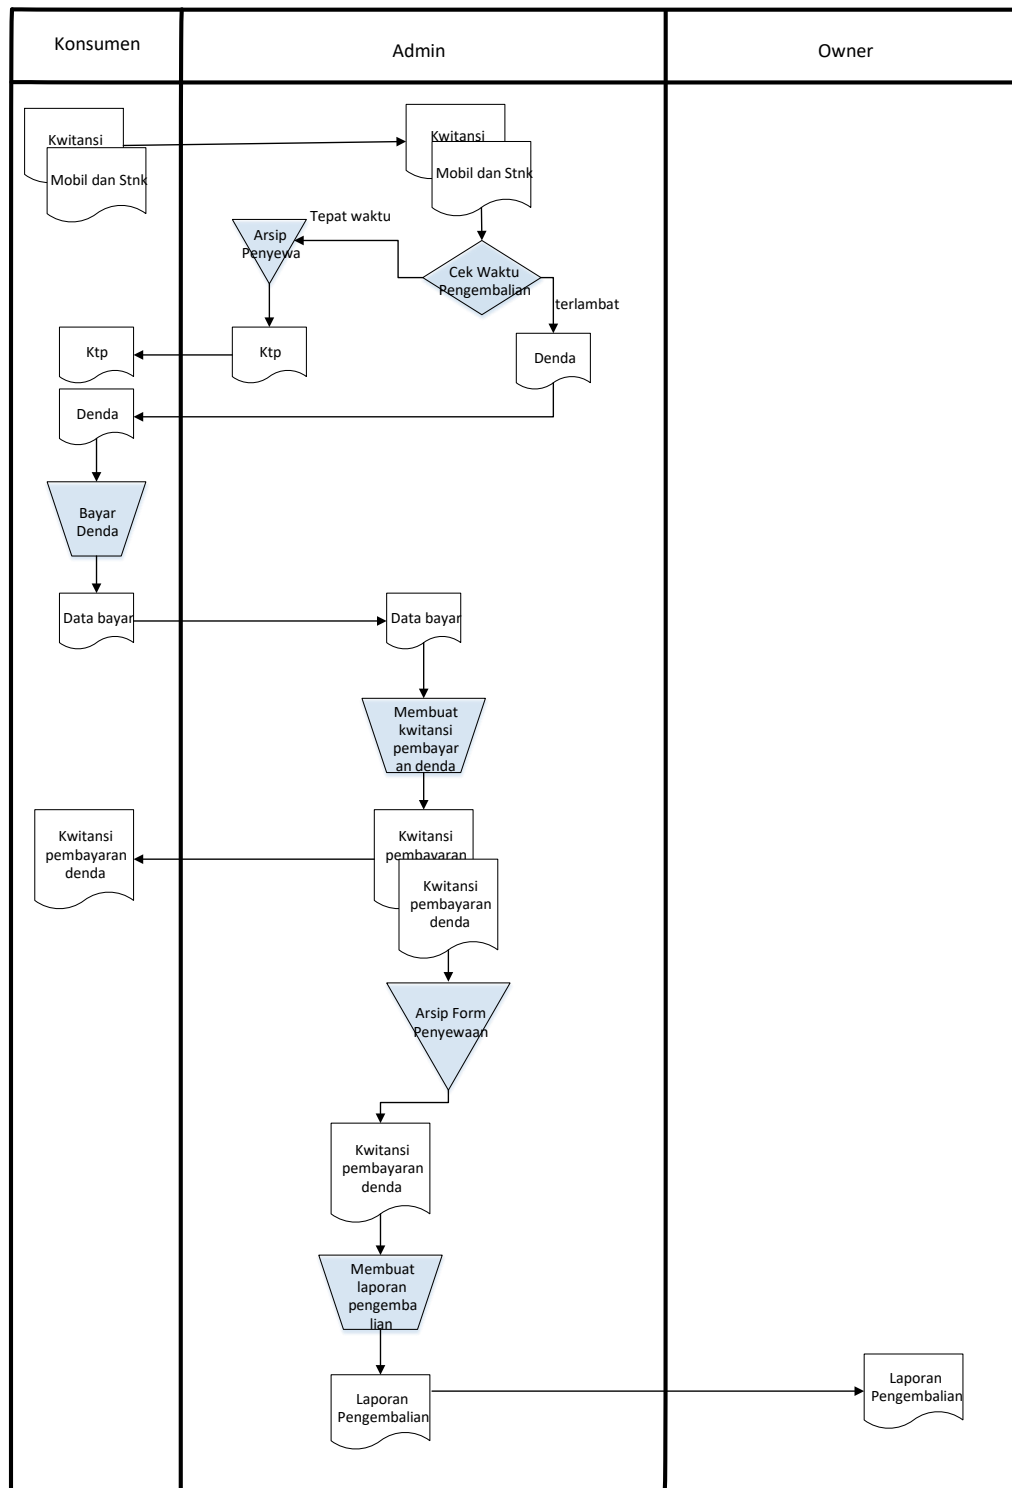 Konsumen
Admin
Owner
Kwitansi
Mobil dan Stnk
Kwitansi
Mobil dan Stnk
Tepat waktu
Arsip
Penyewa
Cek Waktu
Pengembalian
terlambat
Ktp
Ktp
Denda
Denda
Bayar
Denda
Data bayar
Data bayar
Membuat
kwitansi
pembayar
an denda
Kwitansi
pembayaran
denda
Kwitansi
pembayaran
Kwitansi
pembayaran
denda
Arsip Form
Penyewaan
Kwitansi
pembayaran
denda
Membuat
laporan
pengemba
lian
Laporan
Pengembalian
Laporan
Pengembalian